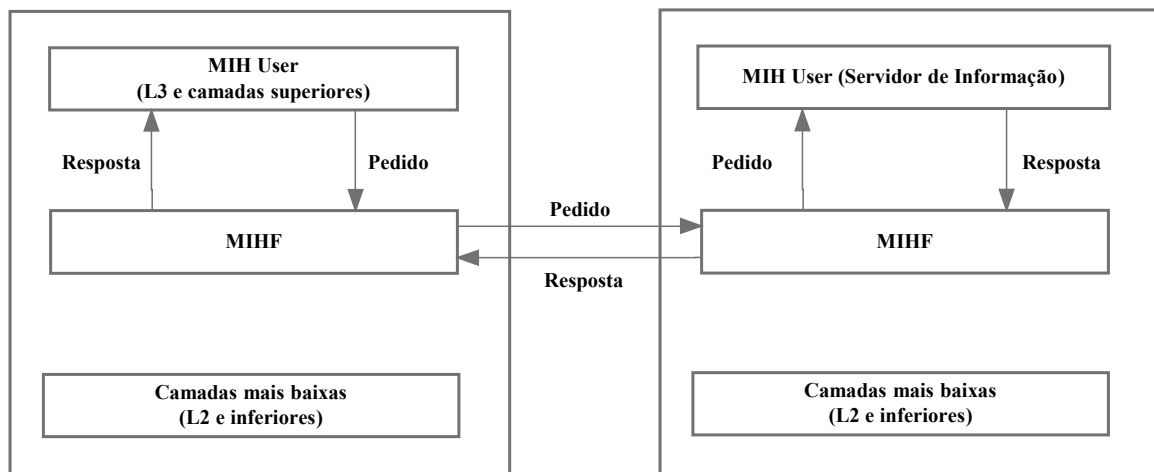 MIH User
(L3 e camadas superiores)
Resposta
Pedido
MIHF
Camadas mais baixas
(L2 e inferiores)
Pedido
Resposta
MIH User (Servidor de Informação)
Pedido
Resposta
MIHF
Camadas mais baixas
(L2 e inferiores)